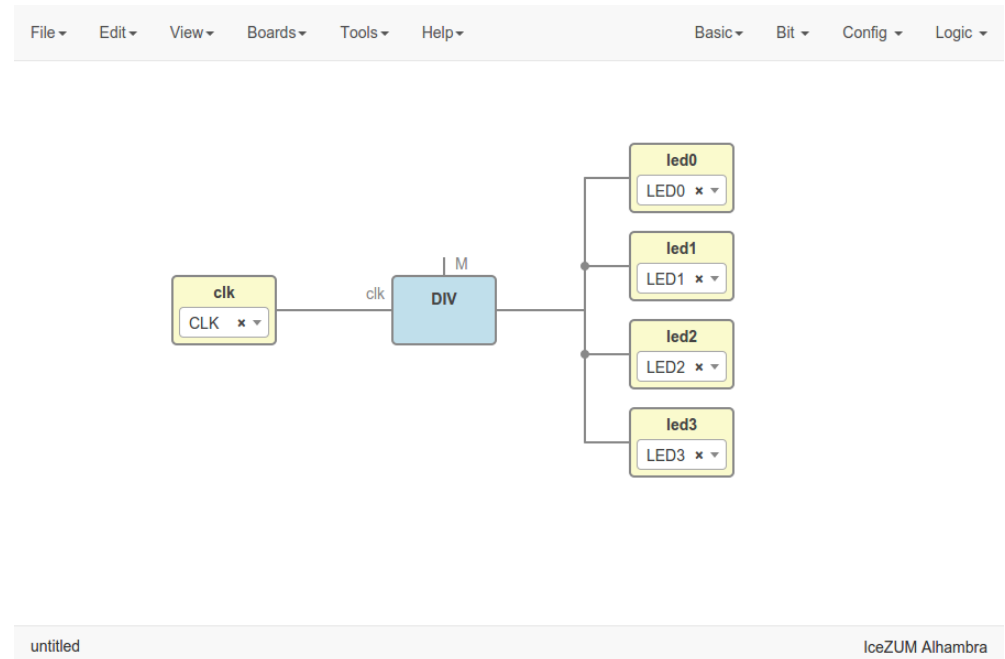 File Edit View Boards Tools Help Basic Bit Config Logic
led0
LED0 ×
led1
LED1 ×
M
clk
CLK ×
clk
DIV
led2
LED2 ×
led3
LED3 ×
untitled IceZUM Alhambra